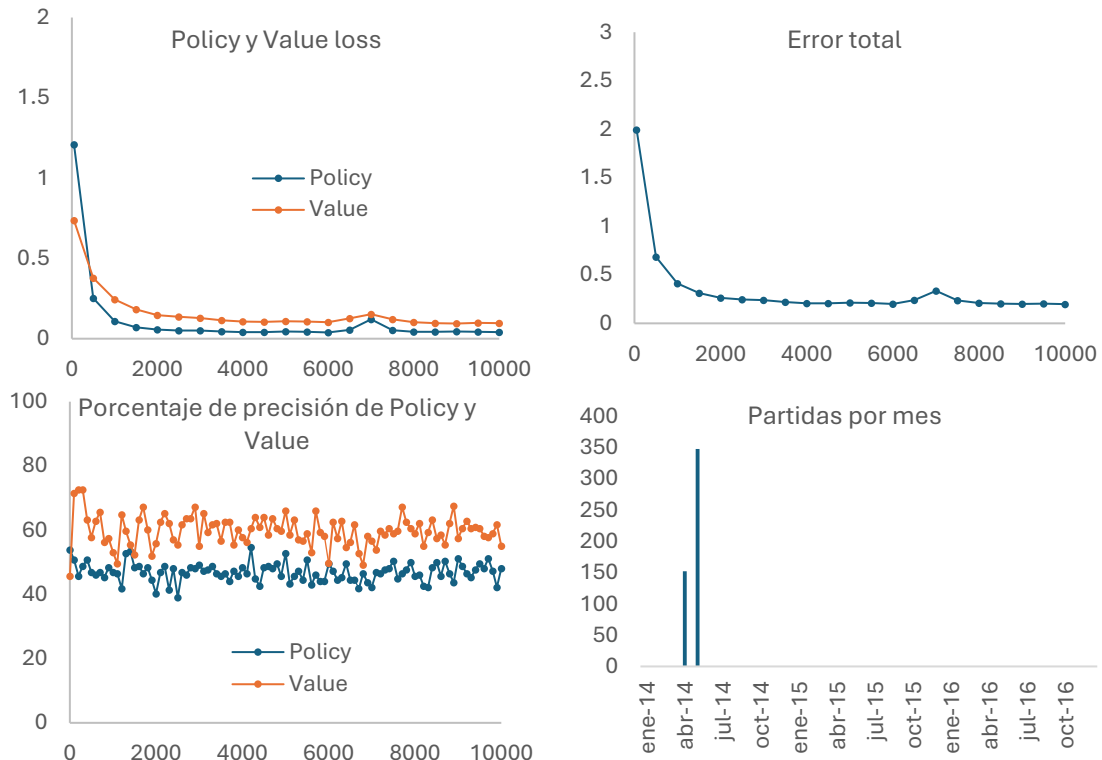 Policy y Value loss
2
1.5
1
0.5
0
Policy
Value
0 2000 4000 6000 8000 10000
Error total
3
2.5
2
1.5
1
0.5
0
0 2000 4000 6000 8000 10000
Porcentaje de precisión de Policy y
Value
100
80
60
40
20
0
Policy
Value
0 2000 4000 6000 8000 10000
Partidas por mes
400
350
300
250
200
150
100
50
0
ene-14
abr-14
jul-14
oct-14
ene-15
abr-15
jul-15
oct-15
ene-16
abr-16
jul-16
oct-16